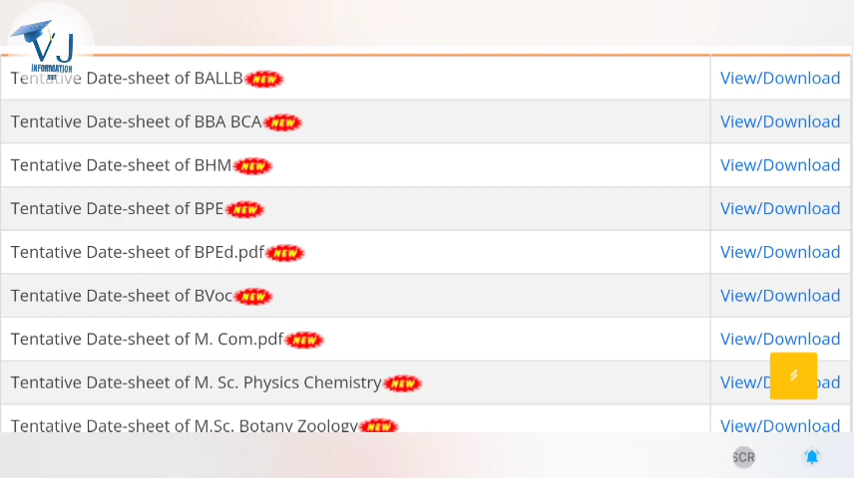 VJ
INFORMATION
Tentative Date-sheet of BALLB NEW View/Download
Tentative Date-sheet of BBA BCA NEW View/Download
Tentative Date-sheet of BHM NEW View/Download
Tentative Date-sheet of BPE NEW View/Download
Tentative Date-sheet of BPEd.pdf NEW View/Download
Tentative Date-sheet of BVoc NEW View/Download
Tentative Date-sheet of M. Com.pdf NEW View/Download
Tentative Date-sheet of M. Sc. Physics Chemistry NEW View/Download
Tentative Date-sheet of M.Sc. Botany Zoology NEW View/Download
SCR